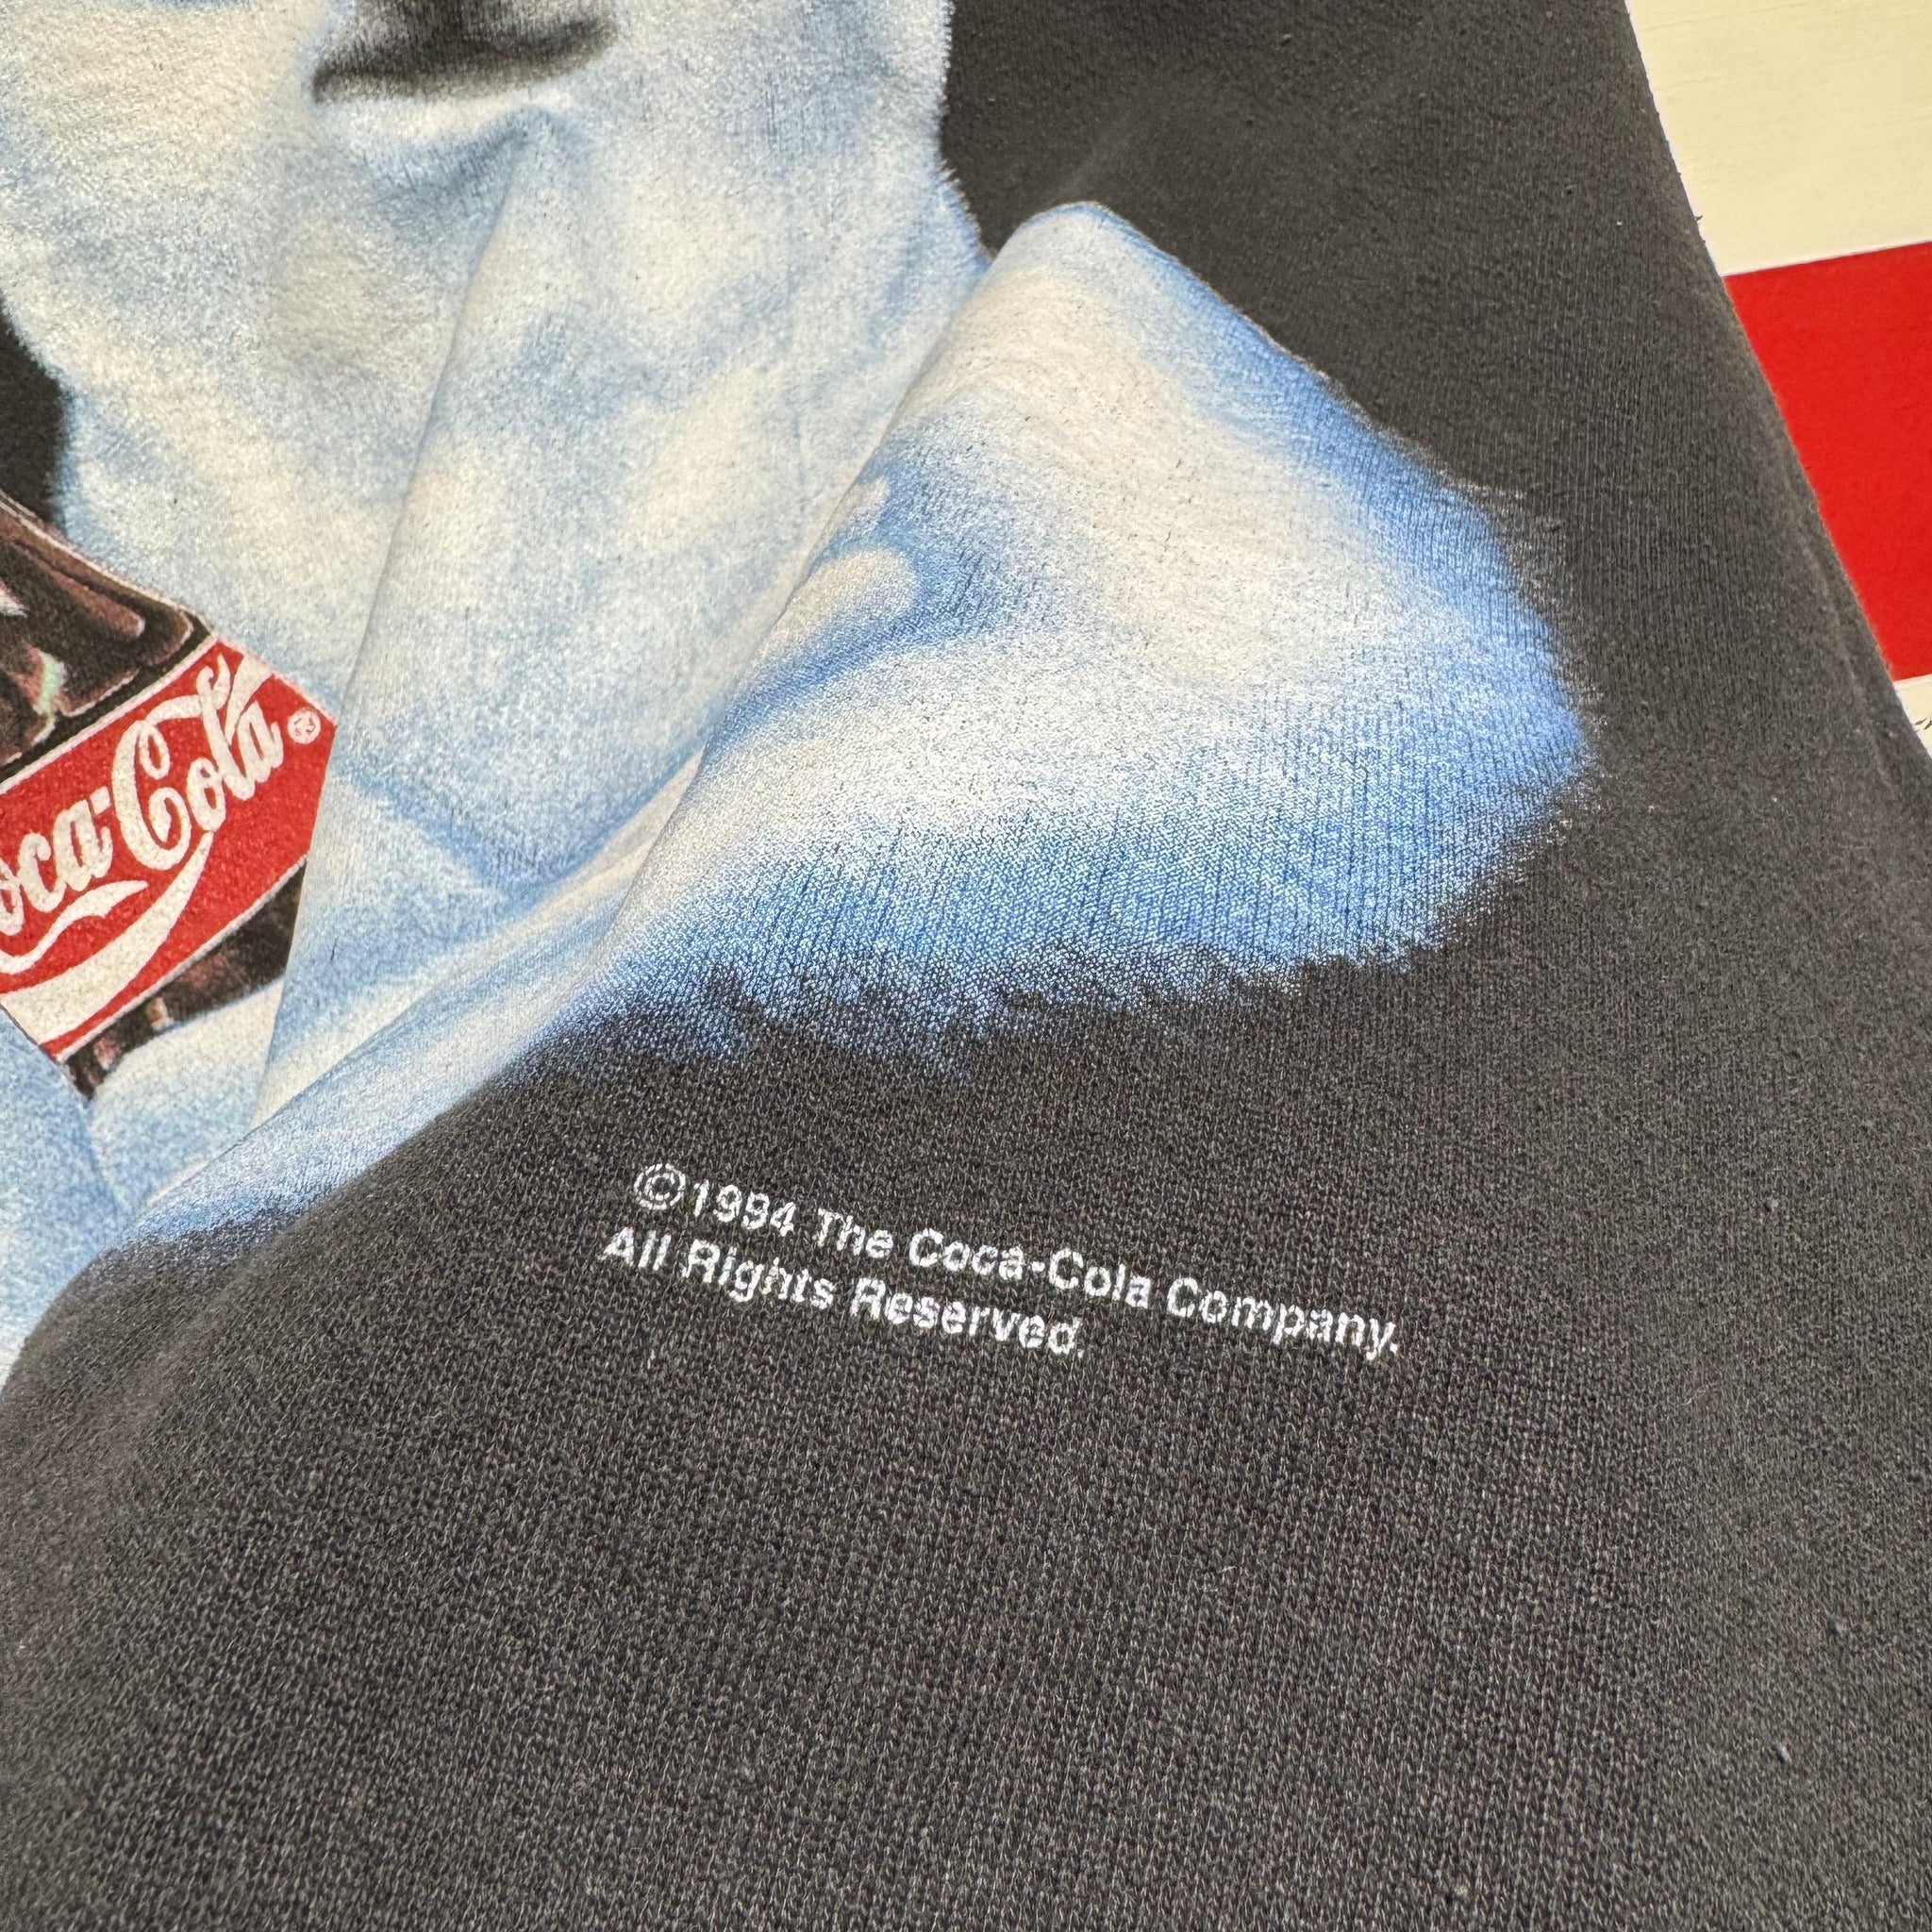 Coca-Cola®
©1994 The Coca-Cola Company.
All Rights Reserved.